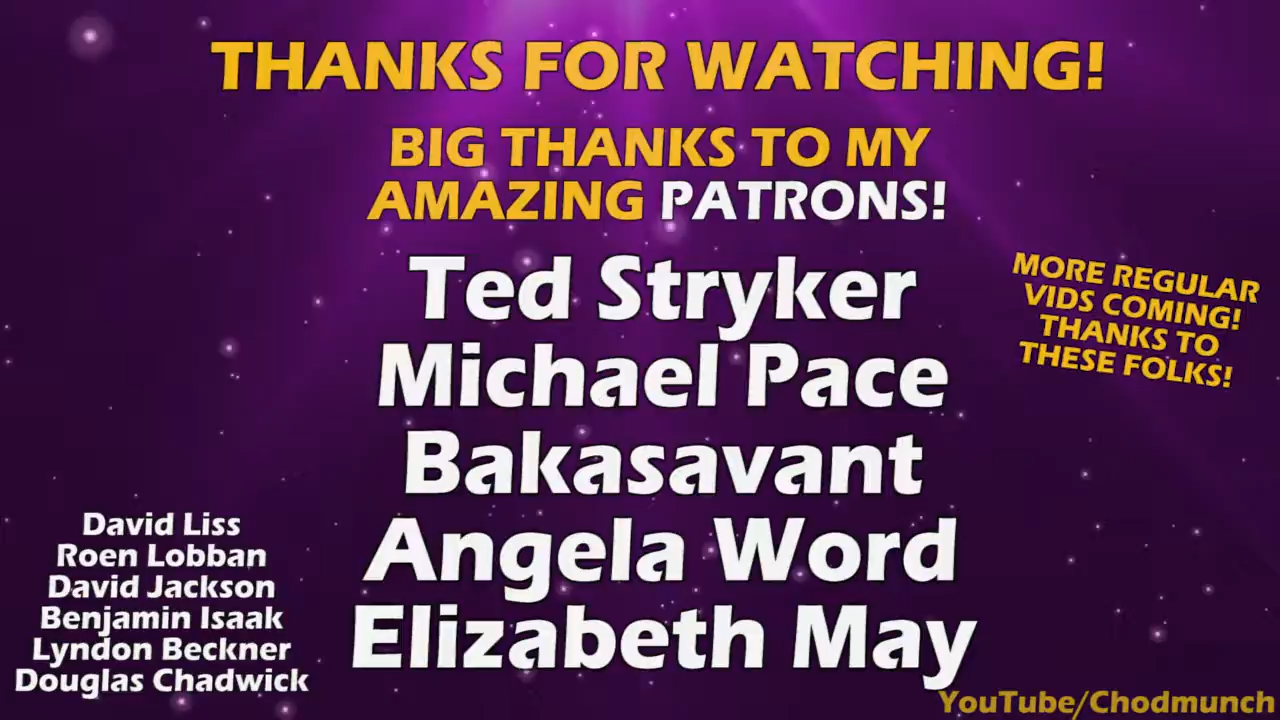 THANKS FOR WATCHING!
BIG THANKS TO MY
AMAZING PATRONS!
Ted Stryker
Michael Pace
Bakasavant
Angela Word
Elizabeth May
MORE REGULAR
VIDS COMING!
THANKS TO
THESE FOLKS!
David Liss
Roen Lobban
David Jackson
Benjamin Isaak
Lyndon Beckner
Douglas Chadwick
YouTube/Chodmunch